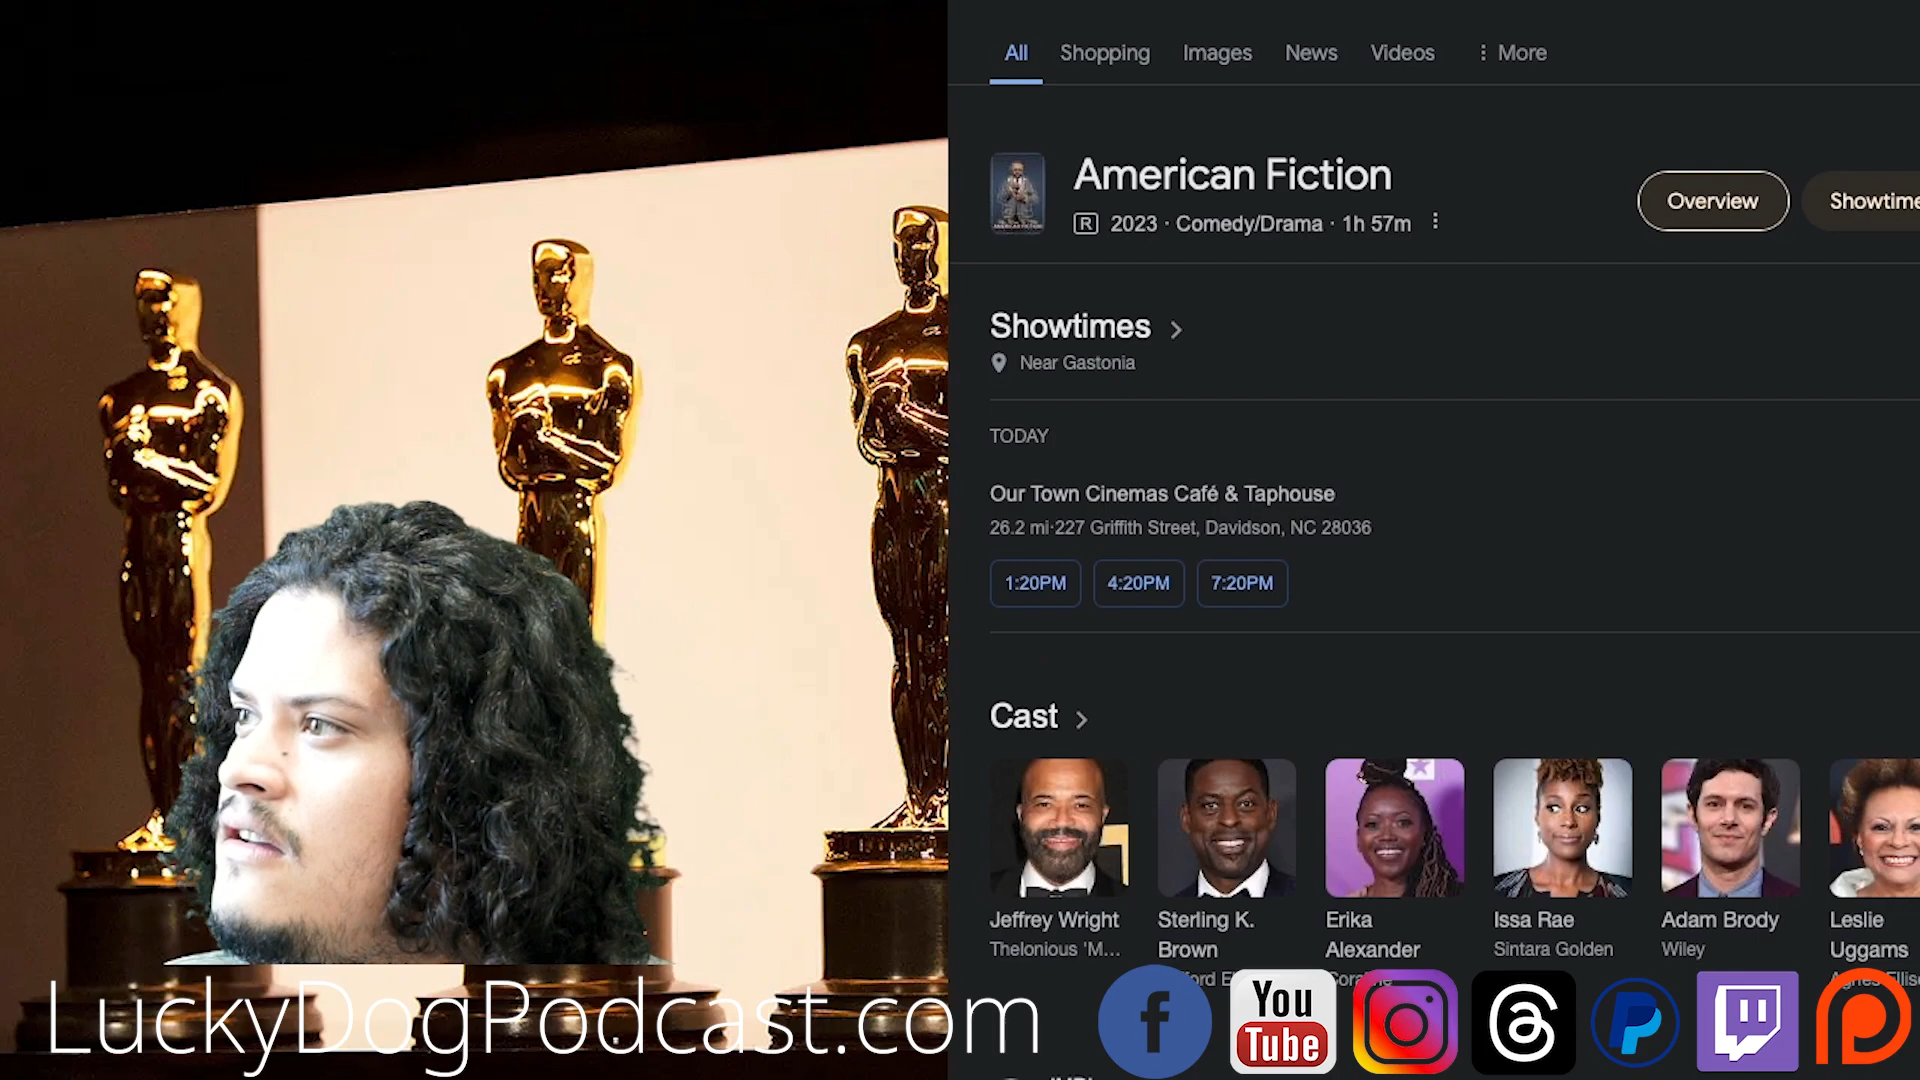 All Shopping Images News Videos More
American Fiction
R 2023 · Comedy/Drama · 1h 57m
Overview
Showtime
Showtimes
Near Gastonia
TODAY
Our Town Cinemas Café & Taphouse
26.2 mi·227 Griffith Street, Davidson, NC 28036
1:20PM 4:20PM 7:20PM
Cast
Jeffrey Wright
Thelonious 'M...
Sterling K.
Brown
Erika
Alexander
Issa Rae
Sintara Golden
Adam Brody
Wiley
Leslie
Uggams
LuckyDogPodcast.com
You
Tube